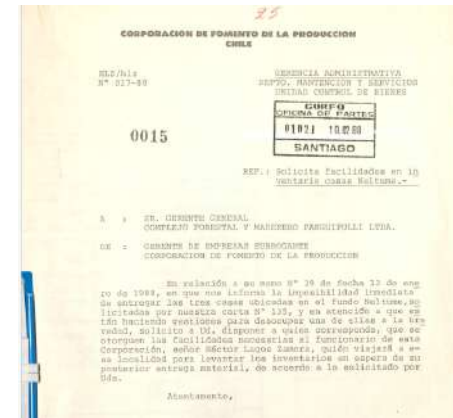 25
CORPORACION DE FOMENTO DE LA PRODUCCION
CHILE
HLZ/hls
N° 027-88
GERENCIA ADMINISTRATIVA
DEPTO. MANTENCION Y SERVICIOS
UNIDAD CONTROL DE BIENES
CORFO
OFICINA DE PARTES
01021 10.02.88
SANTIAGO
0015
REF.: Solicita facilidades en in
ventario casas Neltume.-
A : SR. GERENTE GENERAL
COMPLEJO FORESTAL Y MADERERO PANGUIPULLI LTDA.
DE : GERENTE DE EMPRESAS SUBROGANTE
CORPORACION DE FOMENTO DE LA PRODUCCION
En relación a su memo N° 39 de fecha 13 de ene
ro de 1988, en que nos informa la imposibilidad inmediata
de entregar las tres casas ubicadas en el fundo Neltume, so
licitadas por nuestra carta N° 135, y en atención a que es
tán haciendo gestiones para desocupar una de ellas a la bre
vedad, solicito a Ud. disponer a quien corresponda, que se
otorguen las facilidades necesarias al funcionario de esta
Corporación, señor Héctor Lagos Zamora, quién viajará a e-
sa localidad para levantar los inventarios en espera de su
posterior entrega material, de acuerdo a lo solicitado por
Uds.
Atentamente,